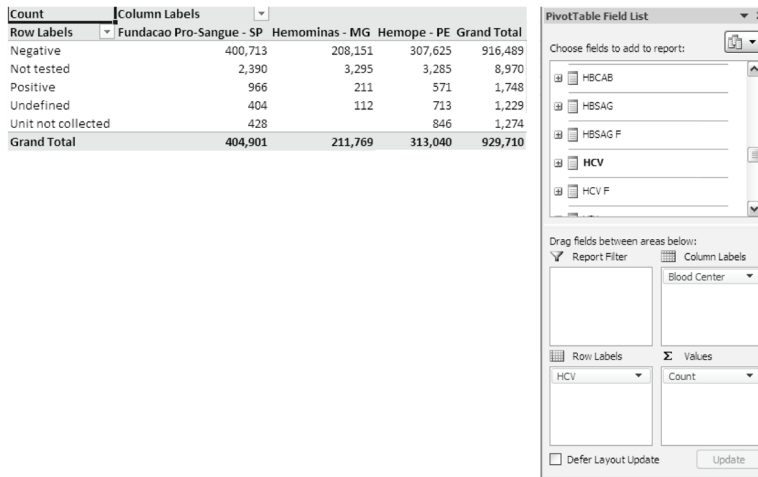 Count Column Labels
Row Labels Fundacao Pro-Sangue - SP Hemominas - MG Hemope - PE Grand Total
Negative 400,713 208,151 307,625 916,489
Not tested 2,390 3,295 3,285 8,970
Positive 966 211 571 1,748
Undefined 404 112 713 1,229
Unit not collected 428 846 1,274
Grand Total 404,901 211,769 313,040 929,710
PivotTable Field List
Choose fields to add to report:
HBCAB
HBSAG
HBSAG F
HCV
HCV F
Drag fields between areas below:
Report Filter Column Labels
Blood Center
Row Labels Σ Values
HCV Count
Defer Layout Update Update